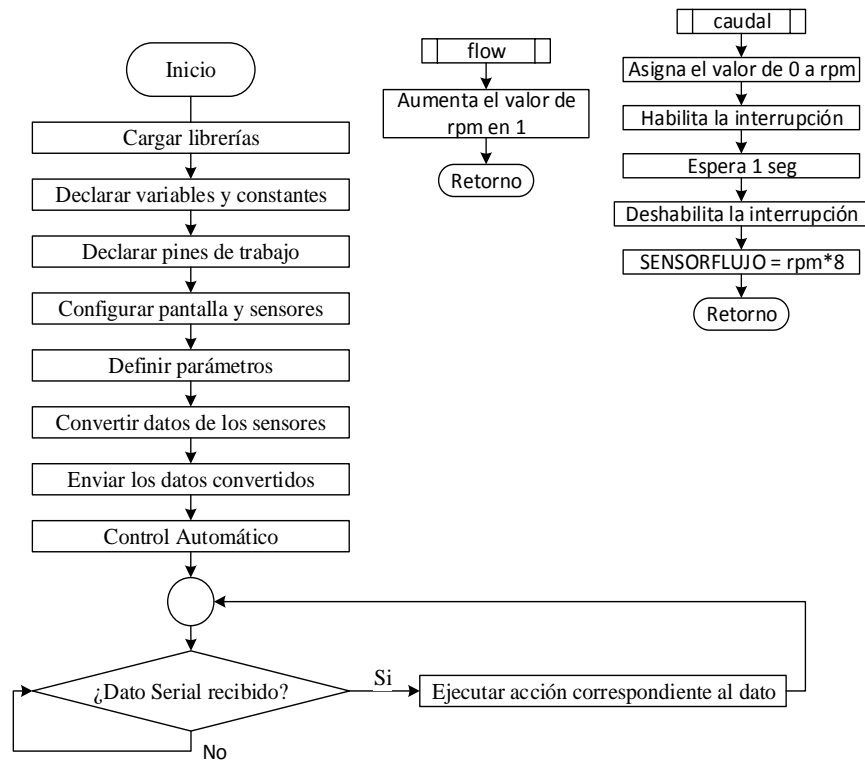 Inicio
Cargar librerías
Declarar variables y constantes
Declarar pines de trabajo
Configurar pantalla y sensores
Definir parámetros
Convertir datos de los sensores
Enviar los datos convertidos
Control Automático
¿Dato Serial recibido?
Si
No
Ejecutar acción correspondiente al dato
flow
Aumenta el valor de
rpm en 1
Retorno
caudal
Asigna el valor de 0 a rpm
Habilita la interrupción
Espera 1 seg
Deshabilita la interrupción
SENSORFLUJO = rpm*8
Retorno